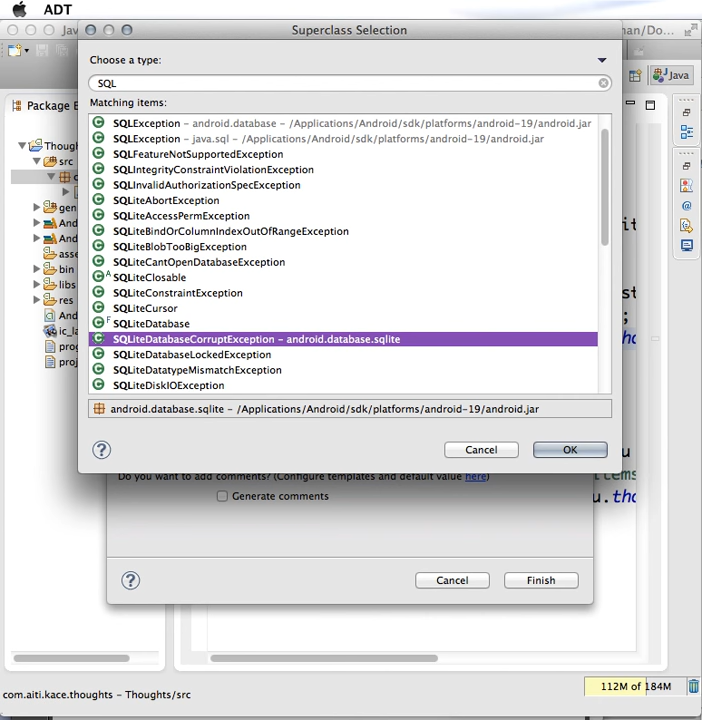 ADT
Jav
Superclass Selection
nan/Do...
Choose a type:
SQL
Java
Matching items:
Package E
SQLException – android.database – /Applications/Android/sdk/platforms/android-19/android.jar
SQLException – java.sql – /Applications/Android/sdk/platforms/android-19/android.jar
SQLFeatureNotSupportedException
SQLIntegrityConstraintViolationException
SQLInvalidAuthorizationSpecException
SQLiteAbortException
SQLiteAccessPermException
SQLiteBindOrColumnIndexOutOfRangeException
SQLiteBlobTooBigException
SQLiteCantOpenDatabaseException
SQLiteClosable
SQLiteConstraintException
SQLiteCursor
SQLiteDatabase
SQLiteDatabaseCorruptException – android.database.sqlite
SQLiteDatabaseLockedException
SQLiteDatatypeMismatchException
SQLiteDiskIOException
Though
src
gen
And
And
asse
bin
libs
res
And
ic_la
prog
proj
android.database.sqlite – /Applications/Android/sdk/platforms/android-19/android.jar
Cancel
OK
Do you want to add comments? (Configure templates and default value here)
Generate comments
Cancel
Finish
u
items
u.tho
com.aiti.kace.thoughts – Thoughts/src
112M of 184M